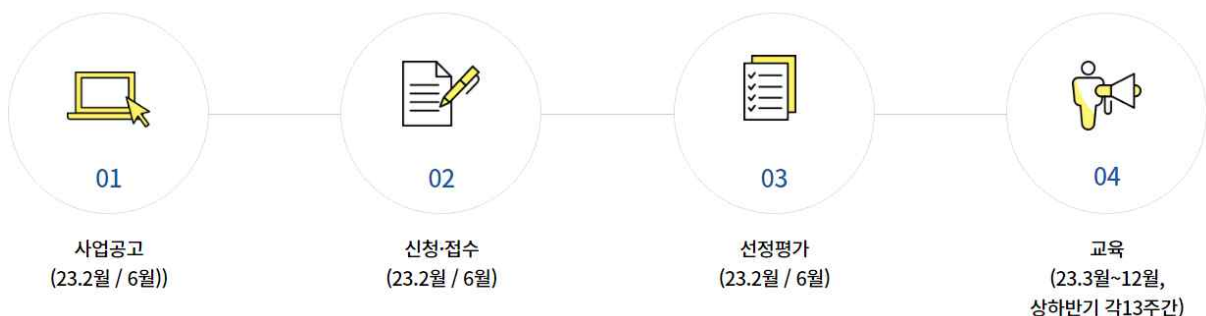 01
사업공고
(23.2월 / 6월))
02
신청·접수
(23.2월 / 6월)
03
선정평가
(23.2월 / 6월)
04
교육
(23.3월~12월,
상하반기 각13주간)